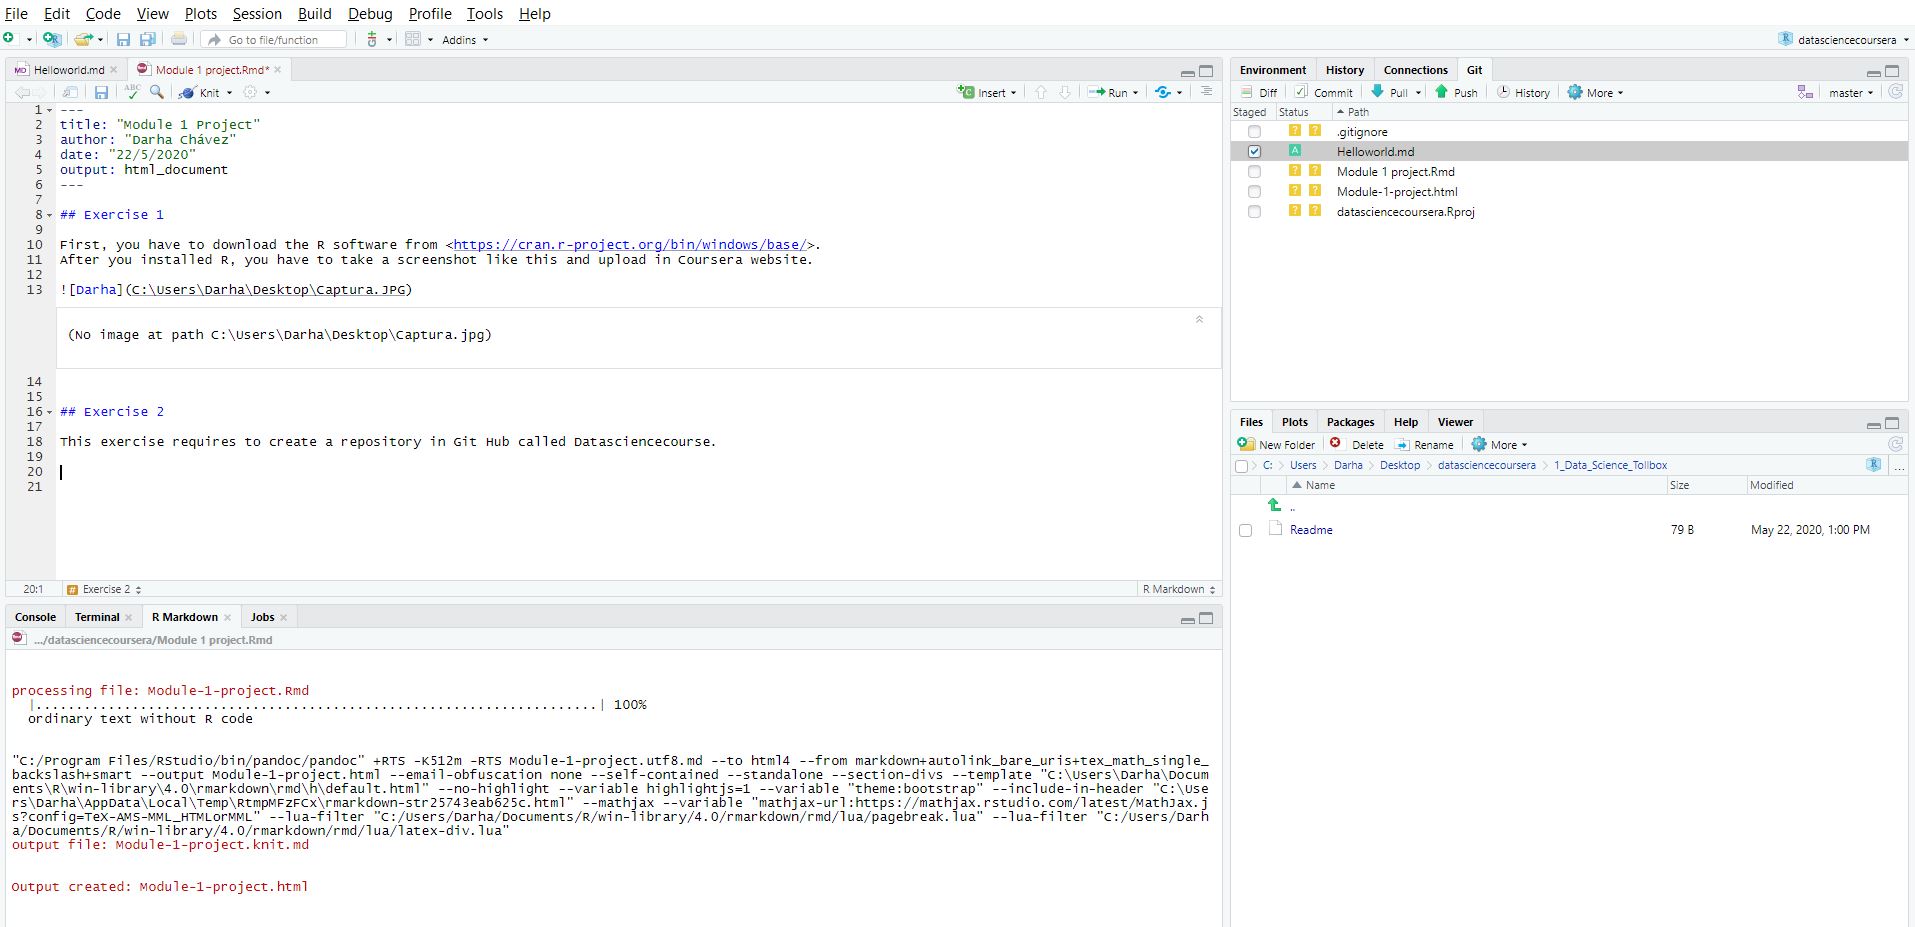 File Edit Code View Plots Session Build Debug Profile Tools Help
Go to file/function Addins datasciencecoursera
Helloworld.md Module 1 project.Rmd*
ABC Knit Insert Run
1 ---
2 title: "Module 1 Project"
3 author: "Darha Chávez"
4 date: "22/5/2020"
5 output: html_document
6 ---
7
8 ## Exercise 1
9
10 First, you have to download the R software from <https://cran.r-project.org/bin/windows/base/>.
11 After you installed R, you have to take a screenshot like this and upload in Coursera website.
12
13 ![Darha](C:\Users\Darha\Desktop\Captura.JPG)
(No image at path C:\Users\Darha\Desktop\Captura.jpg)
14
15
16 ## Exercise 2
17
18 This exercise requires to create a repository in Git Hub called Datasciencecourse.
19
20
21
20:1 # Exercise 2 R Markdown
Console Terminal R Markdown Jobs
.../datasciencecoursera/Module 1 project.Rmd
processing file: Module-1-project.Rmd
|......................................................................| 100%
ordinary text without R code
"C:/Program Files/RStudio/bin/pandoc/pandoc" +RTS -K512m -RTS Module-1-project.utf8.md --to html4 --from markdown+autolink_bare_uris+tex_math_single_
backslash+smart --output Module-1-project.html --email-obfuscation none --self-contained --standalone --section-divs --template "C:\Users\Darha\Docum
ents\R\win-library\4.0\rmarkdown\rmd\h\default.html" --no-highlight --variable highlightjs=1 --variable "theme:bootstrap" --include-in-header "C:\Use
rs\Darha\AppData\Local\Temp\RtmpMFzFCx\rmarkdown-str25743eab625c.html" --mathjax --variable "mathjax-url:https://mathjax.rstudio.com/latest/MathJax.j
s?config=TeX-AMS-MML_HTMLorMML" --lua-filter "C:/Users/Darha/Documents/R/win-library/4.0/rmarkdown/rmd/lua/pagebreak.lua" --lua-filter "C:/Users/Darh
a/Documents/R/win-library/4.0/rmarkdown/rmd/lua/latex-div.lua"
output file: Module-1-project.knit.md
Output created: Module-1-project.html
Environment History Connections Git
Diff Commit Pull Push History More master
Staged Status Path
? ? .gitignore
A Helloworld.md
? ? Module 1 project.Rmd
? ? Module-1-project.html
? ? datasciencecoursera.Rproj
Files Plots Packages Help Viewer
New Folder Delete Rename More
C: Users Darha Desktop datasciencecoursera 1_Data_Science_Tollbox ...
Name Size Modified
..
Readme 79 B May 22, 2020, 1:00 PM